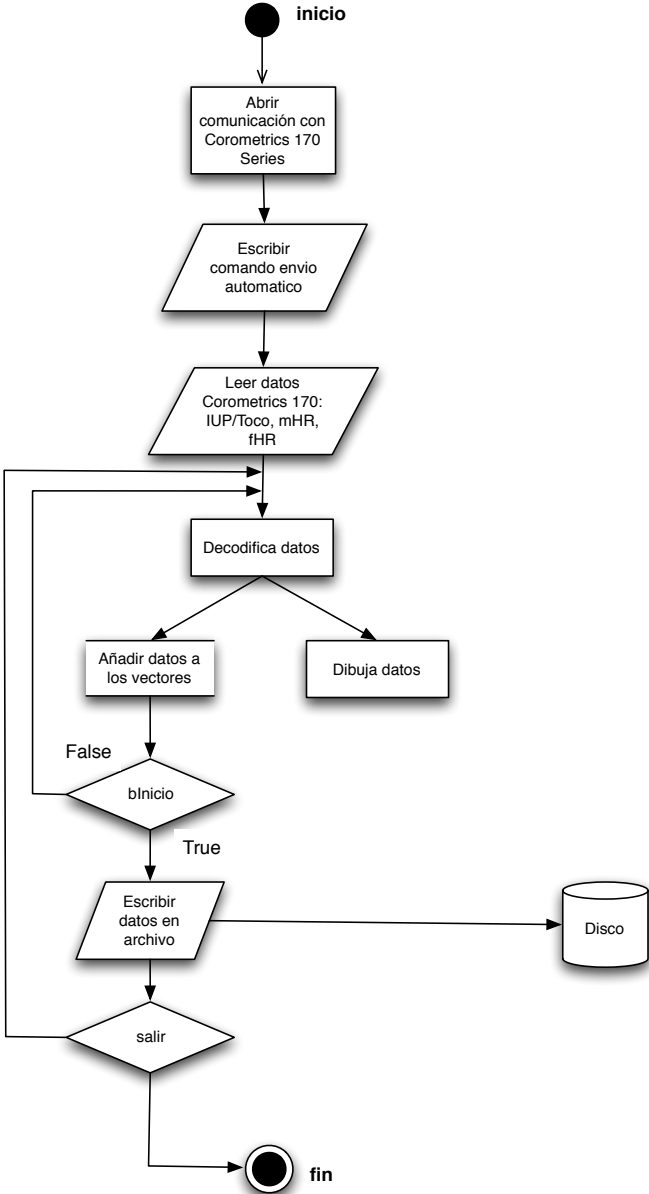 inicio
Abrir
comunicación con
Corometrics 170
Series
Escribir
comando envio
automatico
Leer datos
Corometrics 170:
IUP/Toco, mHR,
fHR
Decodifica datos
Añadir datos a
los vectores
Dibuja datos
False
bInicio
True
Escribir
datos en
archivo
Disco
salir
fin